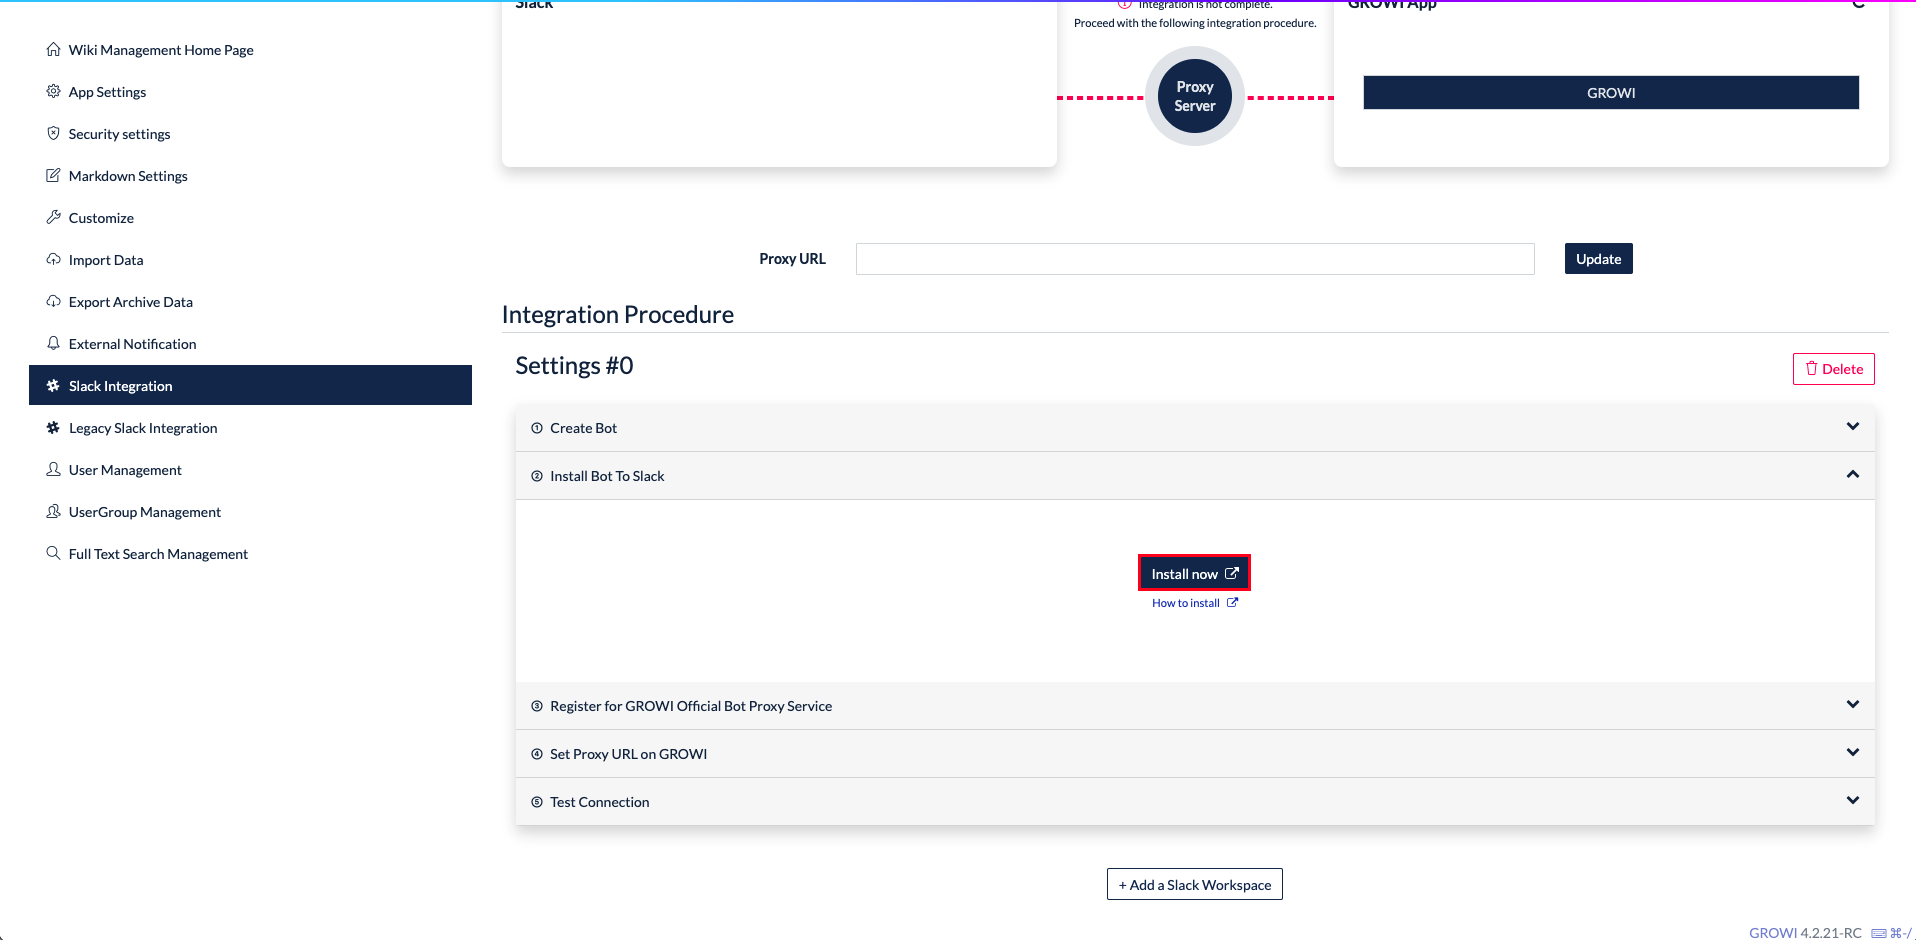 Slack
Integration is not complete.
Proceed with the following integration procedure.
GROWI App
Wiki Management Home Page
App Settings
Security settings
Markdown Settings
Customize
Import Data
Export Archive Data
External Notification
Slack Integration
Legacy Slack Integration
User Management
UserGroup Management
Full Text Search Management
Proxy
Server
GROWI
Proxy URL
Update
Integration Procedure
Settings #0
Delete
① Create Bot
② Install Bot To Slack
Install now
How to install
③ Register for GROWI Official Bot Proxy Service
④ Set Proxy URL on GROWI
⑤ Test Connection
+ Add a Slack Workspace
GROWI 4.2.21-RC ⌘-/